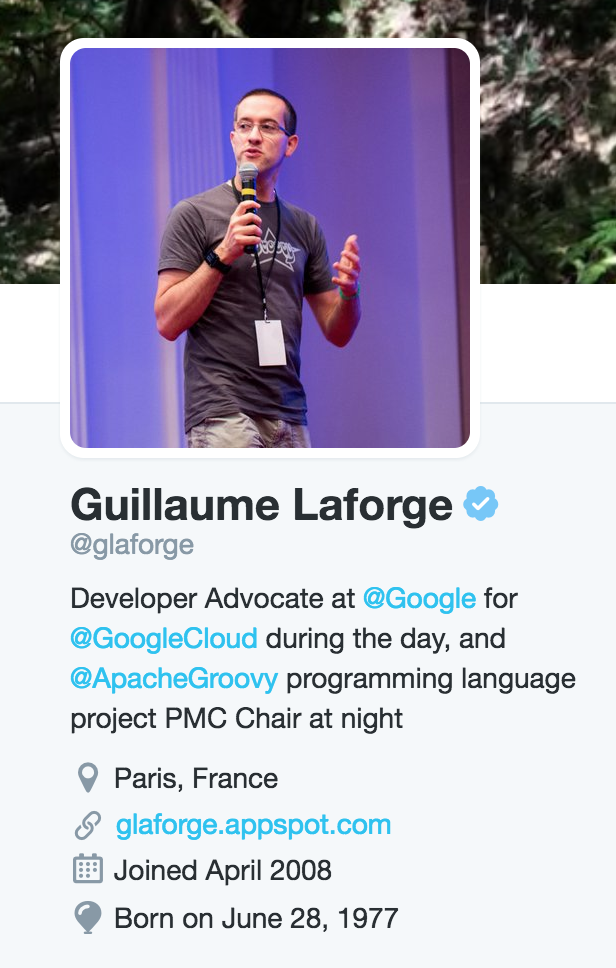 Guillaume Laforge
@glaforge
Developer Advocate at @Google for
@GoogleCloud during the day, and
@ApacheGroovy programming language
project PMC Chair at night
Paris, France
glaforge.appspot.com
Joined April 2008
Born on June 28, 1977